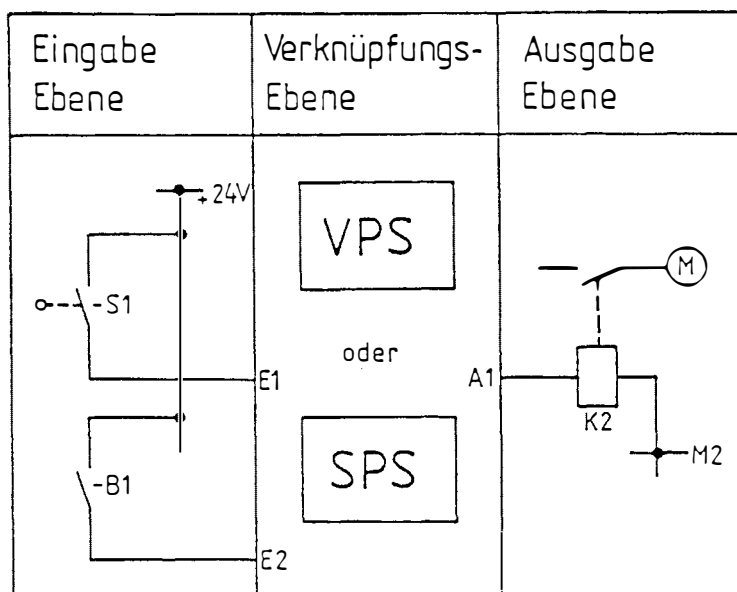 Eingabe
Ebene
Verknüpfungs-
Ebene
Ausgabe
Ebene
+24V
-S1
E1
-B1
E2
VPS
oder
SPS
M
A1
K2
M2